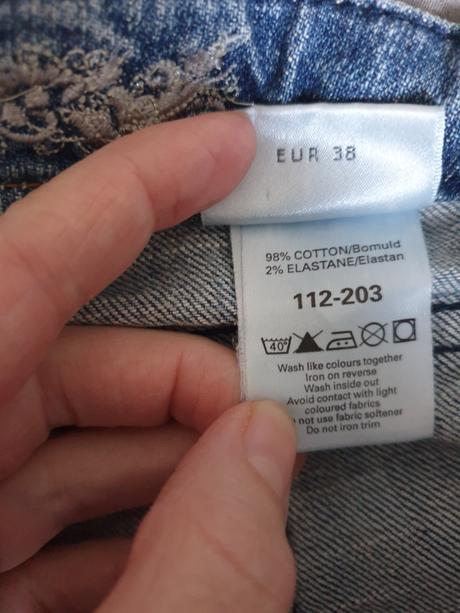 EUR 38
98% COTTON/Bomuld
2% ELASTANE/Elastan
112-203
40°
Wash like colours together
Iron on reverse
Wash inside out
Avoid contact with light
coloured fabrics
not use fabric softener
Do not iron trim